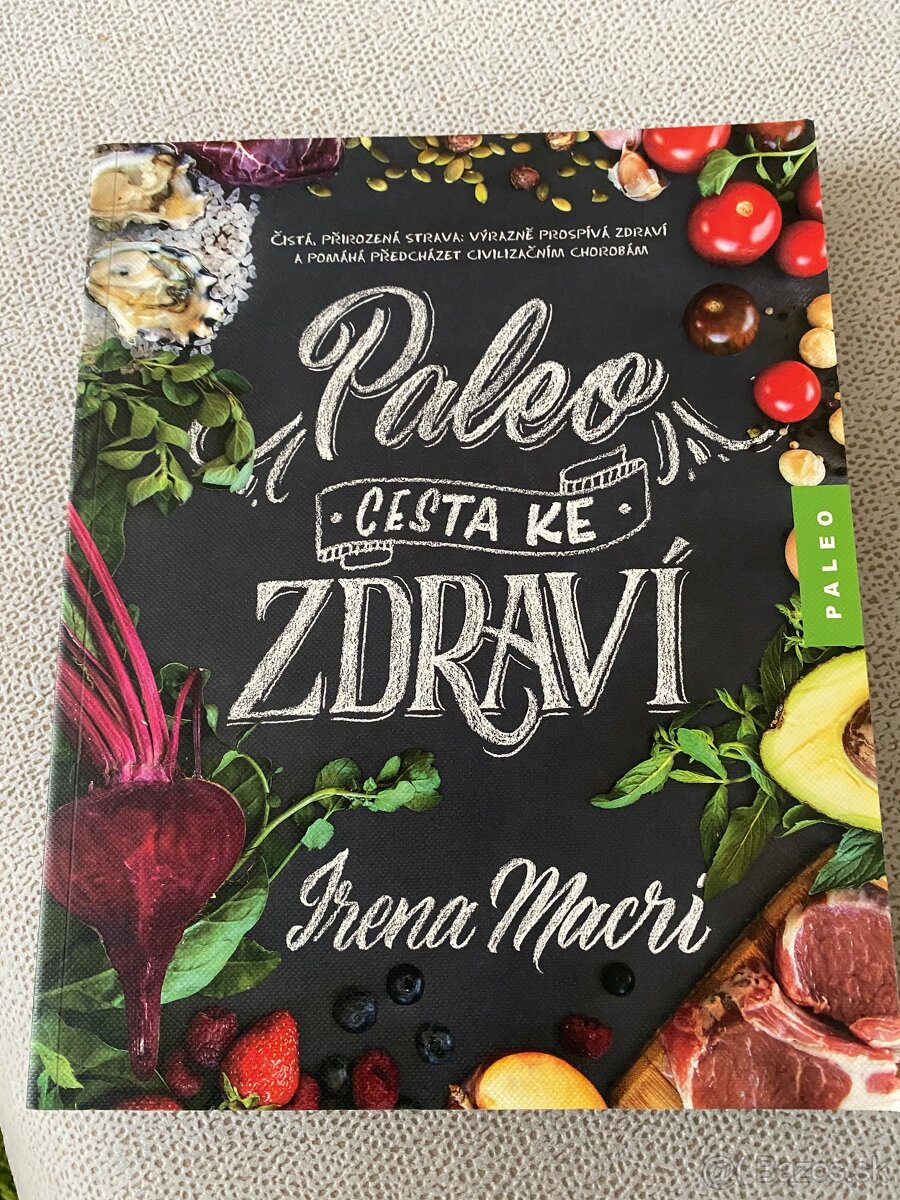 ČISTÁ, PŘIROZENÁ STRAVA: VÝRAZNĚ PROSPÍVÁ ZDRAVÍ
A POMÁHÁ PŘEDCHÁZET CIVILIZAČNÍM CHOROBÁM
Paleo
CESTA KE
ZDRAVÍ
PALEO
Irena Macri
@Bazos.sk